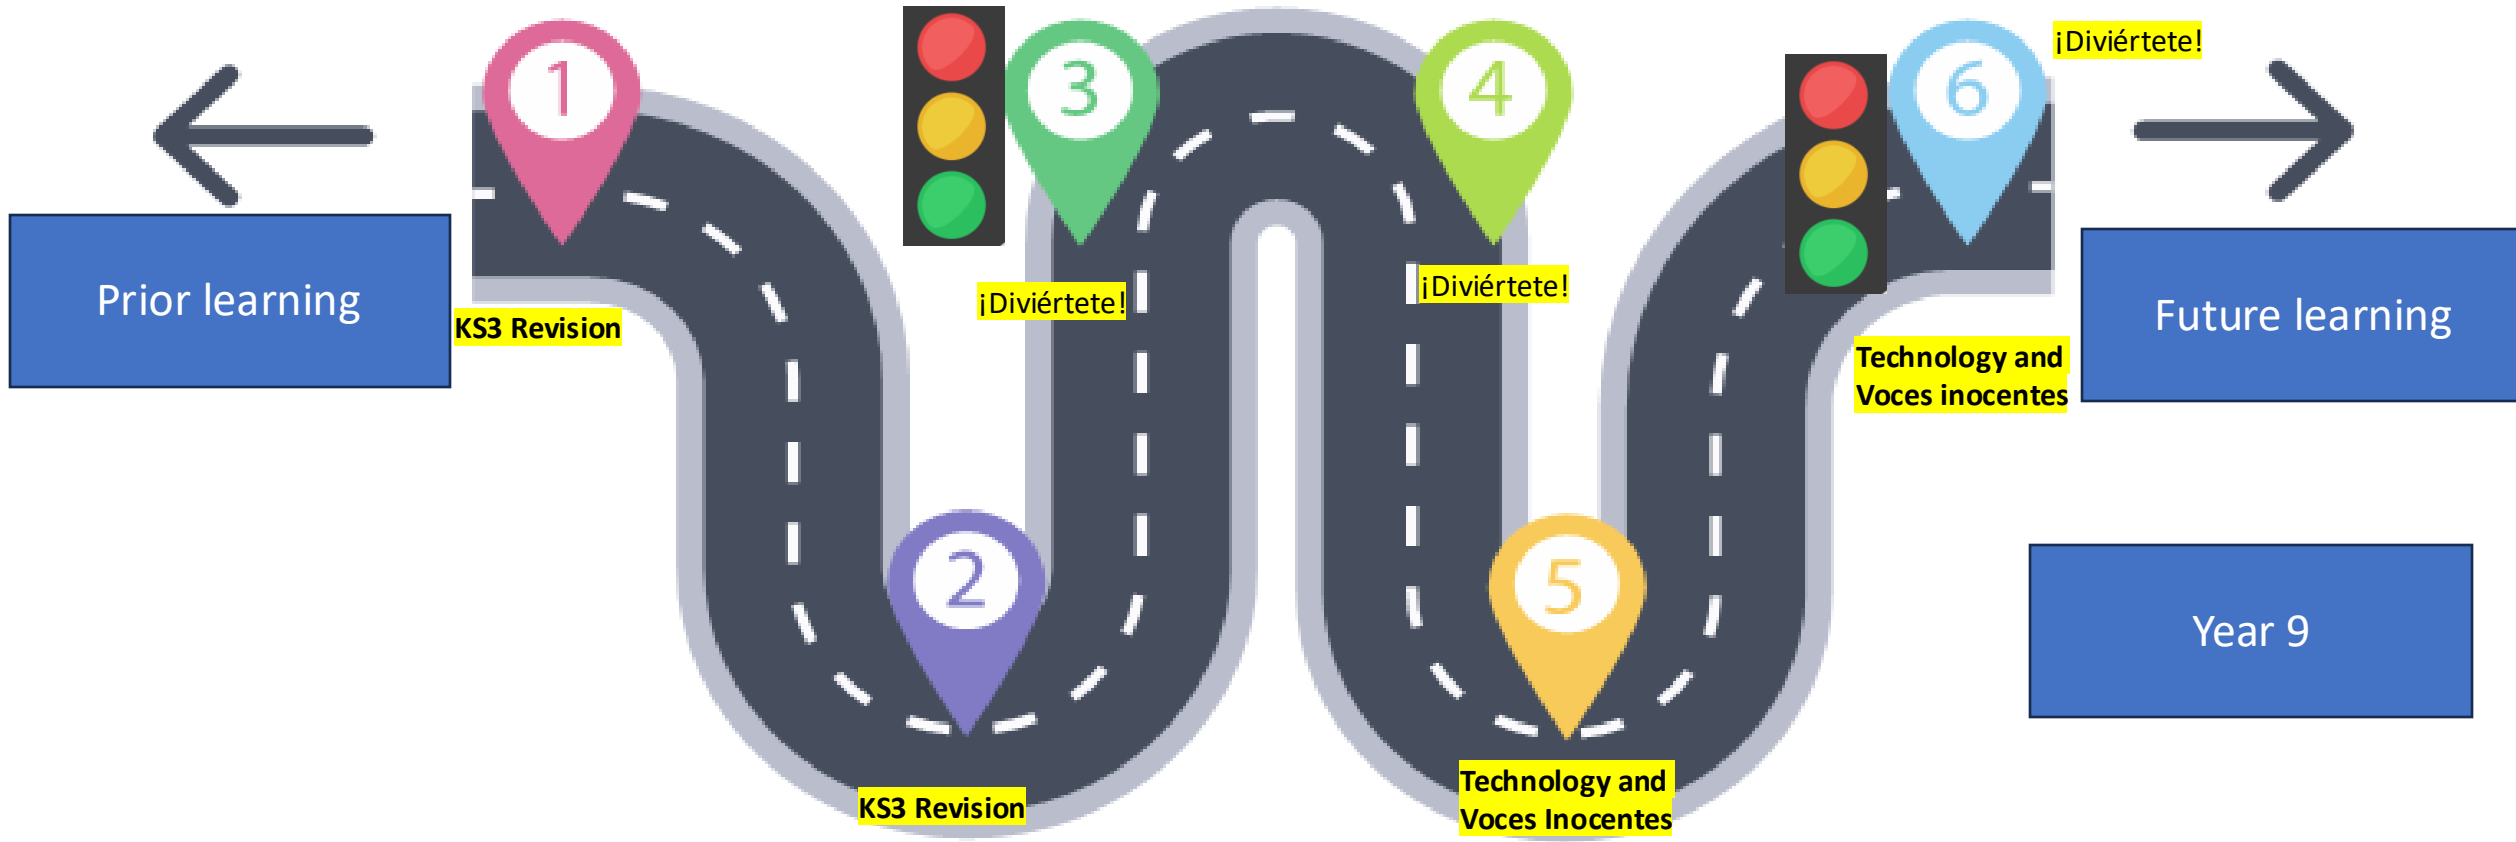 1
3
4
6
¡Diviértete!
Prior learning
KS3 Revision
¡Diviértete!
¡Diviértete!
Technology and
Voces inocentes
Future learning
2
5
Year 9
KS3 Revision
Technology and
Voces Inocentes